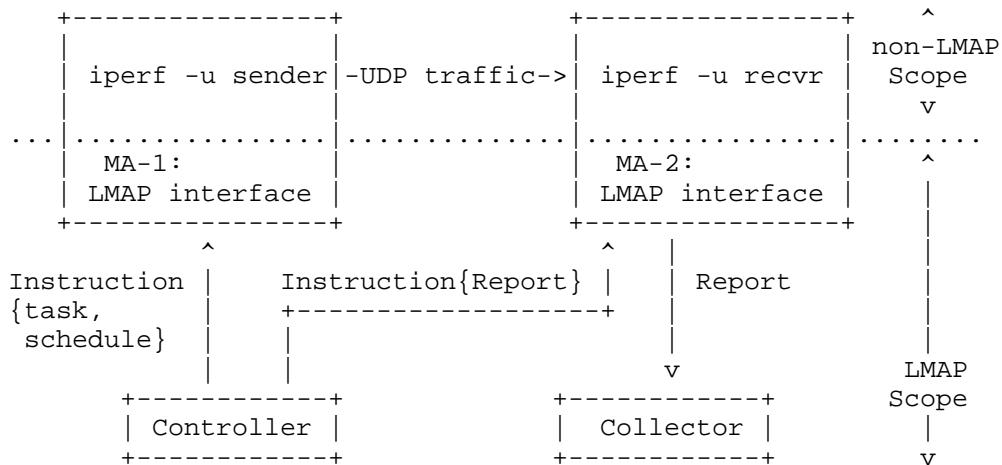 +----------------+                +----------------+     ^
|                |                |                | non-LMAP
| iperf -u sender|-UDP traffic->| iperf -u recvr |  Scope
|                |                |                |     v
...|................|..............|................|........
|  MA-1:         |                |  MA-2:         |     ^
| LMAP interface |                | LMAP interface |     |
+----------------+                +----------------+     |
^                                ^   |             |
Instruction |    Instruction{Report} |   | Report      |
{task,      |    +-------------------+   |             |
schedule}  |    |                       |             |
|    |                       v            LMAP
+------------+                +------------+       Scope
| Controller |                |  Collector |         |
+------------+                +------------+         v